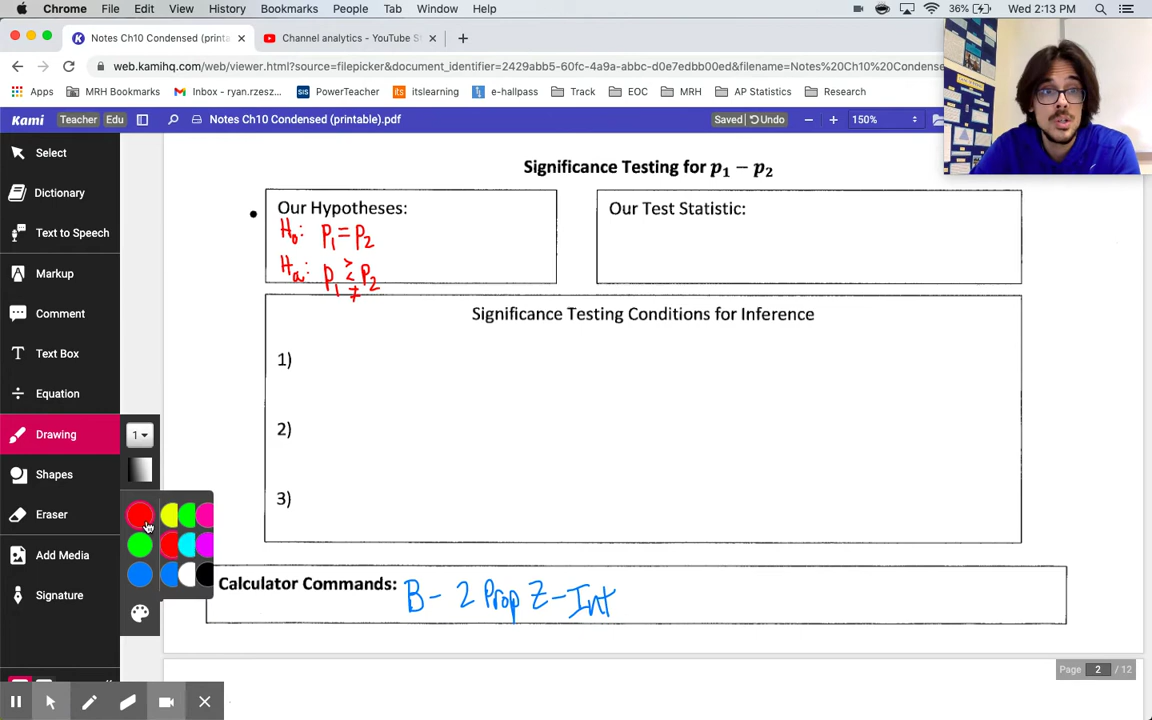 Chrome File Edit View History Bookmarks People Tab Window Help 36% Wed 2:13 PM
Notes Ch10 Condensed (printa × Channel analytics - YouTube S × +
web.kamihq.com/web/viewer.html?source=filepicker&document_identifier=2429abb5-60fc-4a9a-abbc-d0e7edbb00ed&filename=Notes%20Ch10%20Condense
Apps MRH Bookmarks Inbox - ryan.rzesz... SIS PowerTeacher its itslearning e-hallpass Track EOC MRH AP Statistics Research
Kami Teacher Edu Notes Ch10 Condensed (printable).pdf Saved Undo − + 150%
Select
Dictionary
Text to Speech
Markup
Comment
Text Box
Equation
Drawing
Shapes
Eraser
Add Media
Signature
1
Significance Testing for p₁ − p₂
Our Hypotheses:
H₀: p₁ = p₂
Hₐ: p₁ > < ≠ p₂
Our Test Statistic:
Significance Testing Conditions for Inference
1)
2)
3)
Calculator Commands: B- 2 Prop Z-Int
Page 2 / 12